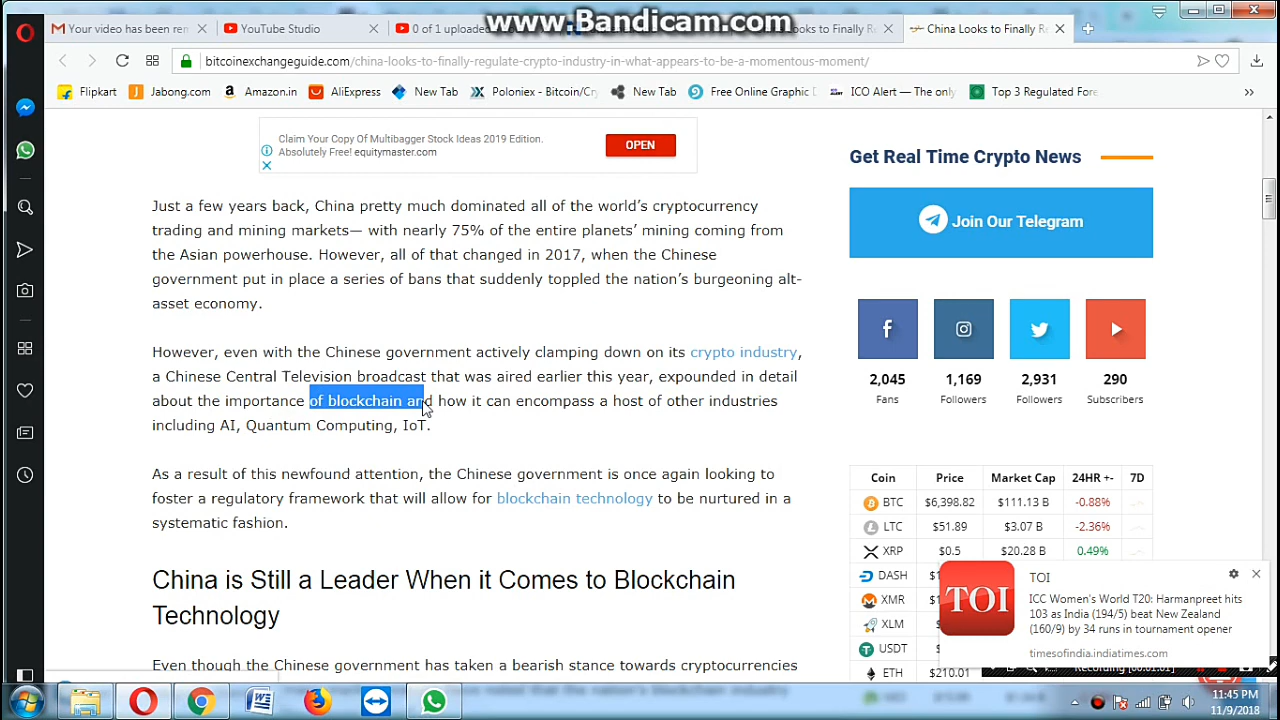 www.Bandicam.com
Your video has been rem
YouTube Studio
0 of 1 uploaded
Looks to Finally R
China Looks to Finally R
bitcoinexchangeguide.com/china-looks-to-finally-regulate-crypto-industry-in-what-appears-to-be-a-momentous-moment/
Flipkart
Jabong.com
Amazon.in
AliExpress
New Tab
Poloniex - Bitcoin/Cr
New Tab
Free Online Graphic
ICO Alert — The only
Top 3 Regulated Fore
Claim Your Copy Of Multibagger Stock Ideas 2019 Edition.
Absolutely Free! equitymaster.com
OPEN
Just a few years back, China pretty much dominated all of the world's cryptocurrency
trading and mining markets— with nearly 75% of the entire planets' mining coming from
the Asian powerhouse. However, all of that changed in 2017, when the Chinese
government put in place a series of bans that suddenly toppled the nation's burgeoning alt-
asset economy.
However, even with the Chinese government actively clamping down on its crypto industry,
a Chinese Central Television broadcast that was aired earlier this year, expounded in detail
about the importance of blockchain and how it can encompass a host of other industries
including AI, Quantum Computing, IoT.
As a result of this newfound attention, the Chinese government is once again looking to
foster a regulatory framework that will allow for blockchain technology to be nurtured in a
systematic fashion.
China is Still a Leader When it Comes to Blockchain
Technology
Even though the Chinese government has taken a bearish stance towards cryptocurrencies
Get Real Time Crypto News
Join Our Telegram
2,045
Fans
1,169
Followers
2,931
Followers
290
Subscribers
Coin Price Market Cap 24HR +- 7D
BTC $6,398.82 $111.13 B -0.88%
LTC $51.89 $3.07 B -2.36%
XRP $0.5 $20.28 B 0.49%
DASH
XMR
XLM
USDT
ETH $210.01
TOI
TOI
ICC Women's World T20: Harmanpreet hits
103 as India (194/5) beat New Zealand
(160/9) by 34 runs in tournament opener
timesofindia.indiatimes.com
Recording [00:01:01]
11:45 PM
11/9/2018